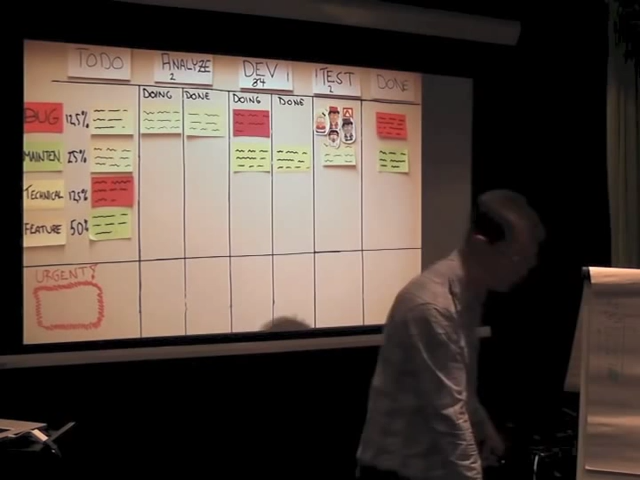 TODO
ANALYZE
2
DEV
TEST
2
DONE
DOING
DONE
DOING
DONE
BUG 12,5%
MAINTEN. 25%
TECHNICAL 12,5%
FEATURE 50%
URGENTY